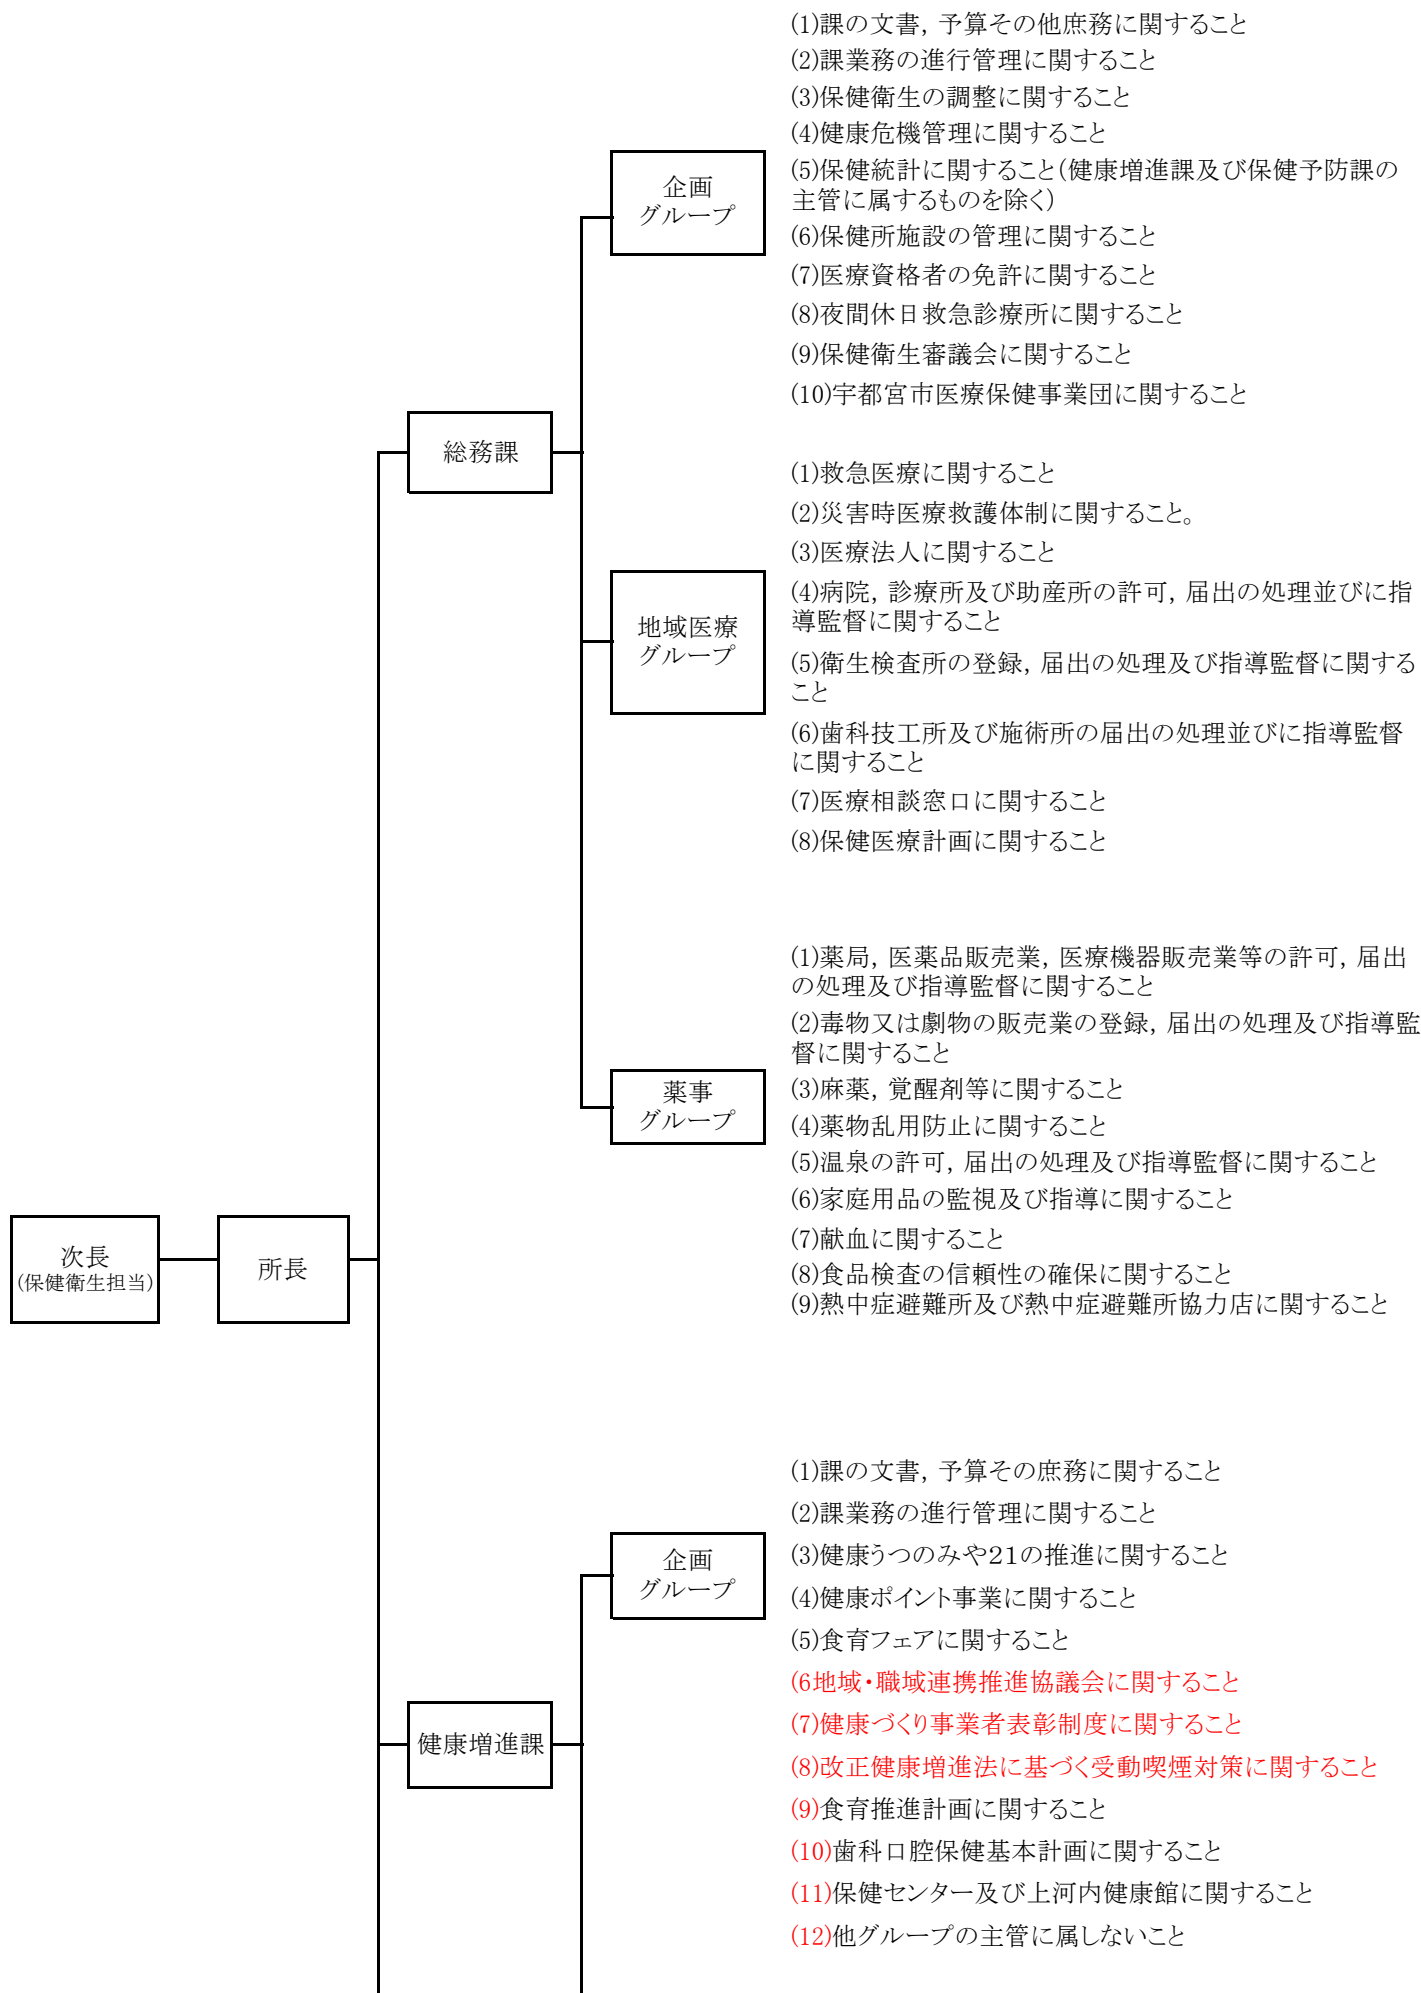 (1)課の文書，予算その他庶務に関すること
(2)課業務の進行管理に関すること
(3)保健衛生の調整に関すること
(4)健康危機管理に関すること
企画
グループ
(5)保健統計に関すること（健康増進課及び保健予防課の
主管に属するものを除く）
(6)保健所施設の管理に関すること
(7)医療資格者の免許に関すること
(8)夜間休日救急診療所に関すること
(9)保健衛生審議会に関すること
(10)宇都宮市医療保健事業団に関すること
総務課
(1)救急医療に関すること
(2)災害時医療救護体制に関すること。
(3)医療法人に関すること
地域医療
グループ
(4)病院，診療所及び助産所の許可，届出の処理並びに指
導監督に関すること
(5)衛生検査所の登録，届出の処理及び指導監督に関する
こと
(6)歯科技工所及び施術所の届出の処理並びに指導監督
に関すること
(7)医療相談窓口に関すること
(8)保健医療計画に関すること
(1)薬局，医薬品販売業，医療機器販売業等の許可，届出
の処理及び指導監督に関すること
(2)毒物又は劇物の販売業の登録，届出の処理及び指導監
督に関すること
薬事
グループ
(3)麻薬，覚醒剤等に関すること
(4)薬物乱用防止に関すること
(5)温泉の許可，届出の処理及び指導監督に関すること
(6)家庭用品の監視及び指導に関すること
(7)献血に関すること
(8)食品検査の信頼性の確保に関すること
(9)熱中症避難所及び熱中症避難所協力店に関すること
次長
(保健衛生担当)
所長
(1)課の文書，予算その庶務に関すること
(2)課業務の進行管理に関すること
企画
グループ
(3)健康うつのみや２１の推進に関すること
(4)健康ポイント事業に関すること
(5)食育フェアに関すること
(6地域・職域連携推進協議会に関すること
(7)健康づくり事業者表彰制度に関すること
健康増進課
(8)改正健康増進法に基づく受動喫煙対策に関すること
(9)食育推進計画に関すること
(10)歯科口腔保健基本計画に関すること
(11)保健センター及び上河内健康館に関すること
(12)他グループの主管に属しないこと